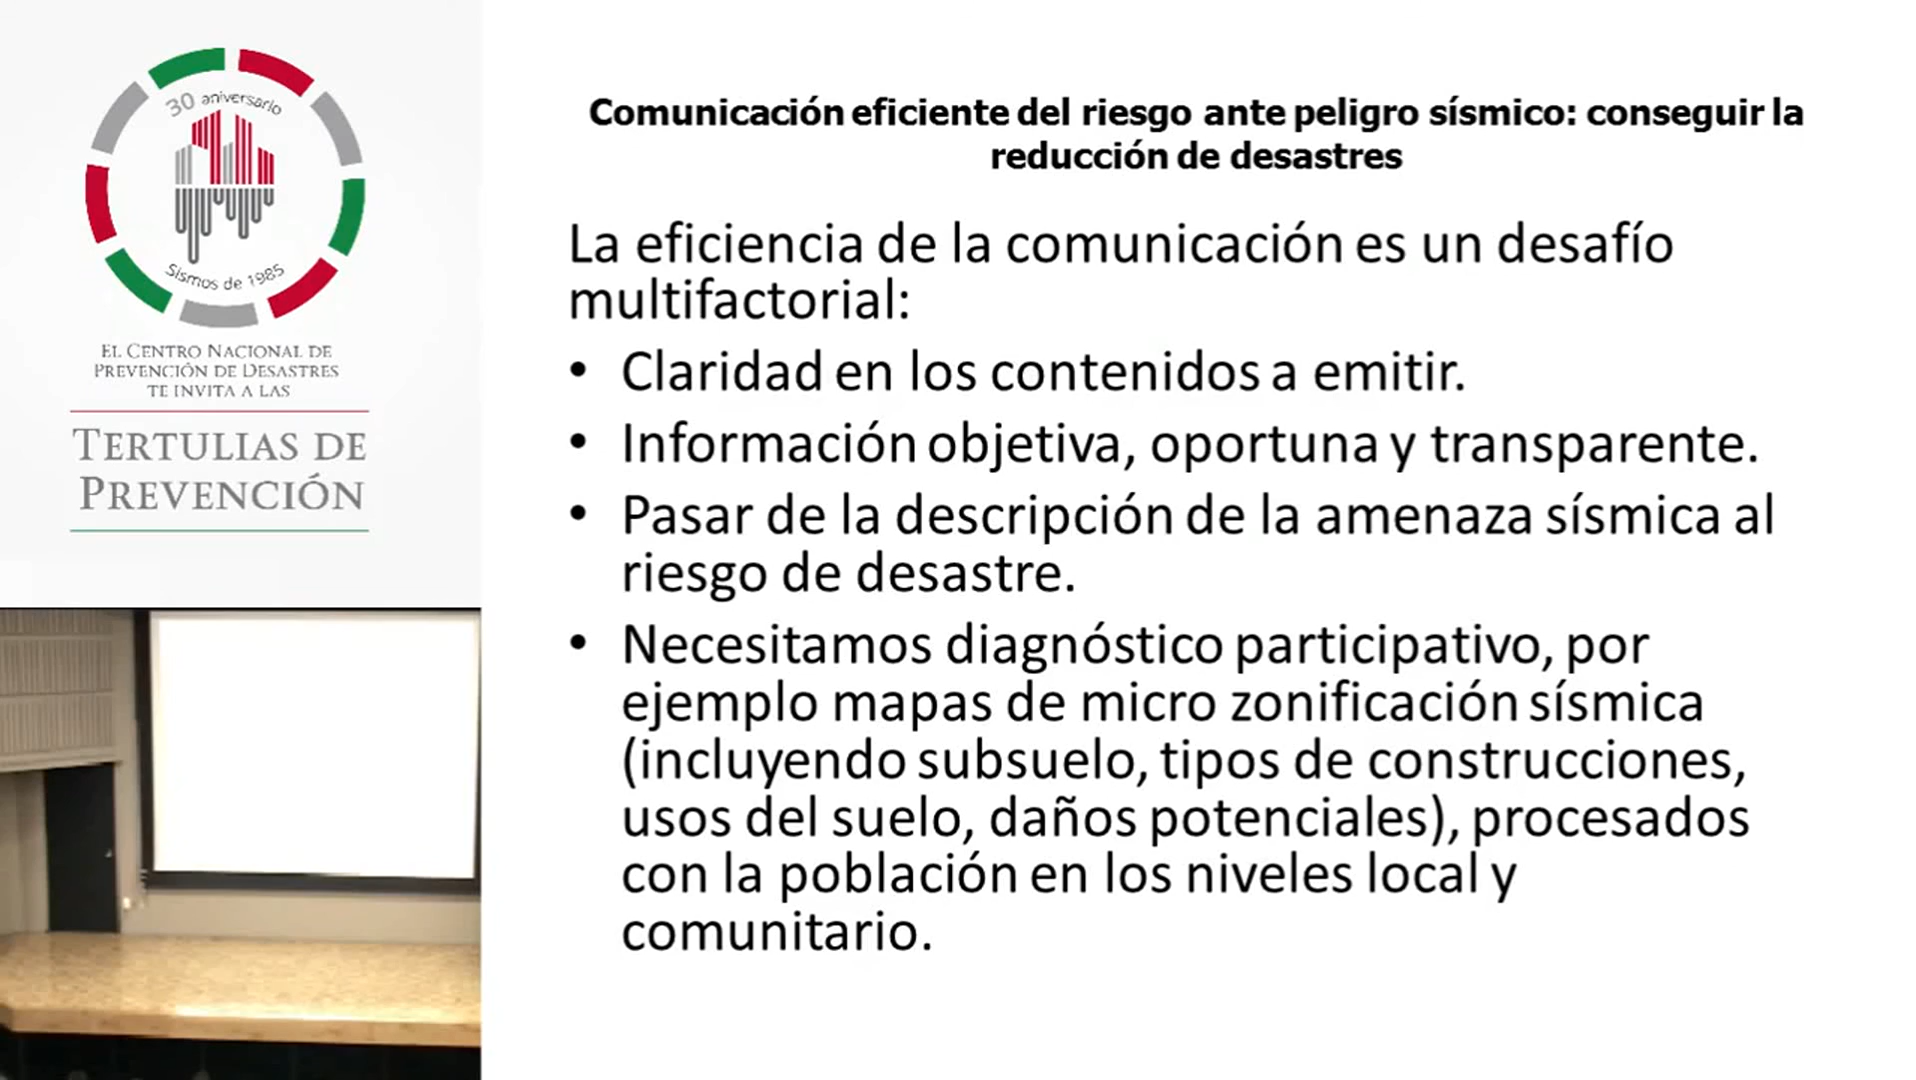 30 aniversario
Sismos de 1985
EL CENTRO NACIONAL DE
PREVENCIÓN DE DESASTRES
TE INVITA A LAS
TERTULIAS DE
PREVENCIÓN
Comunicación eficiente del riesgo ante peligro sísmico: conseguir la
reducción de desastres
La eficiencia de la comunicación es un desafío
multifactorial:
• Claridad en los contenidos a emitir.
• Información objetiva, oportuna y transparente.
• Pasar de la descripción de la amenaza sísmica al
riesgo de desastre.
• Necesitamos diagnóstico participativo, por
ejemplo mapas de micro zonificación sísmica
(incluyendo subsuelo, tipos de construcciones,
usos del suelo, daños potenciales), procesados
con la población en los niveles local y
comunitario.